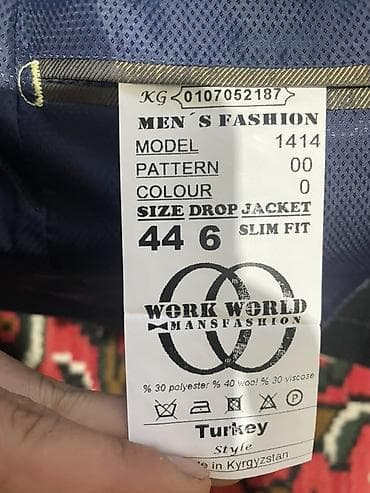 KG 0107052187
MEN´S FASHION
MODEL 1414
PATTERN 00
COLOUR 0
SIZE DROP JACKET
44 6 SLIM FIT
WORK WORLD
MANSFASHION
% 30 polyester % 40 wool % 30 viscose
P
Turkey
Style
in Kyrgyzstan